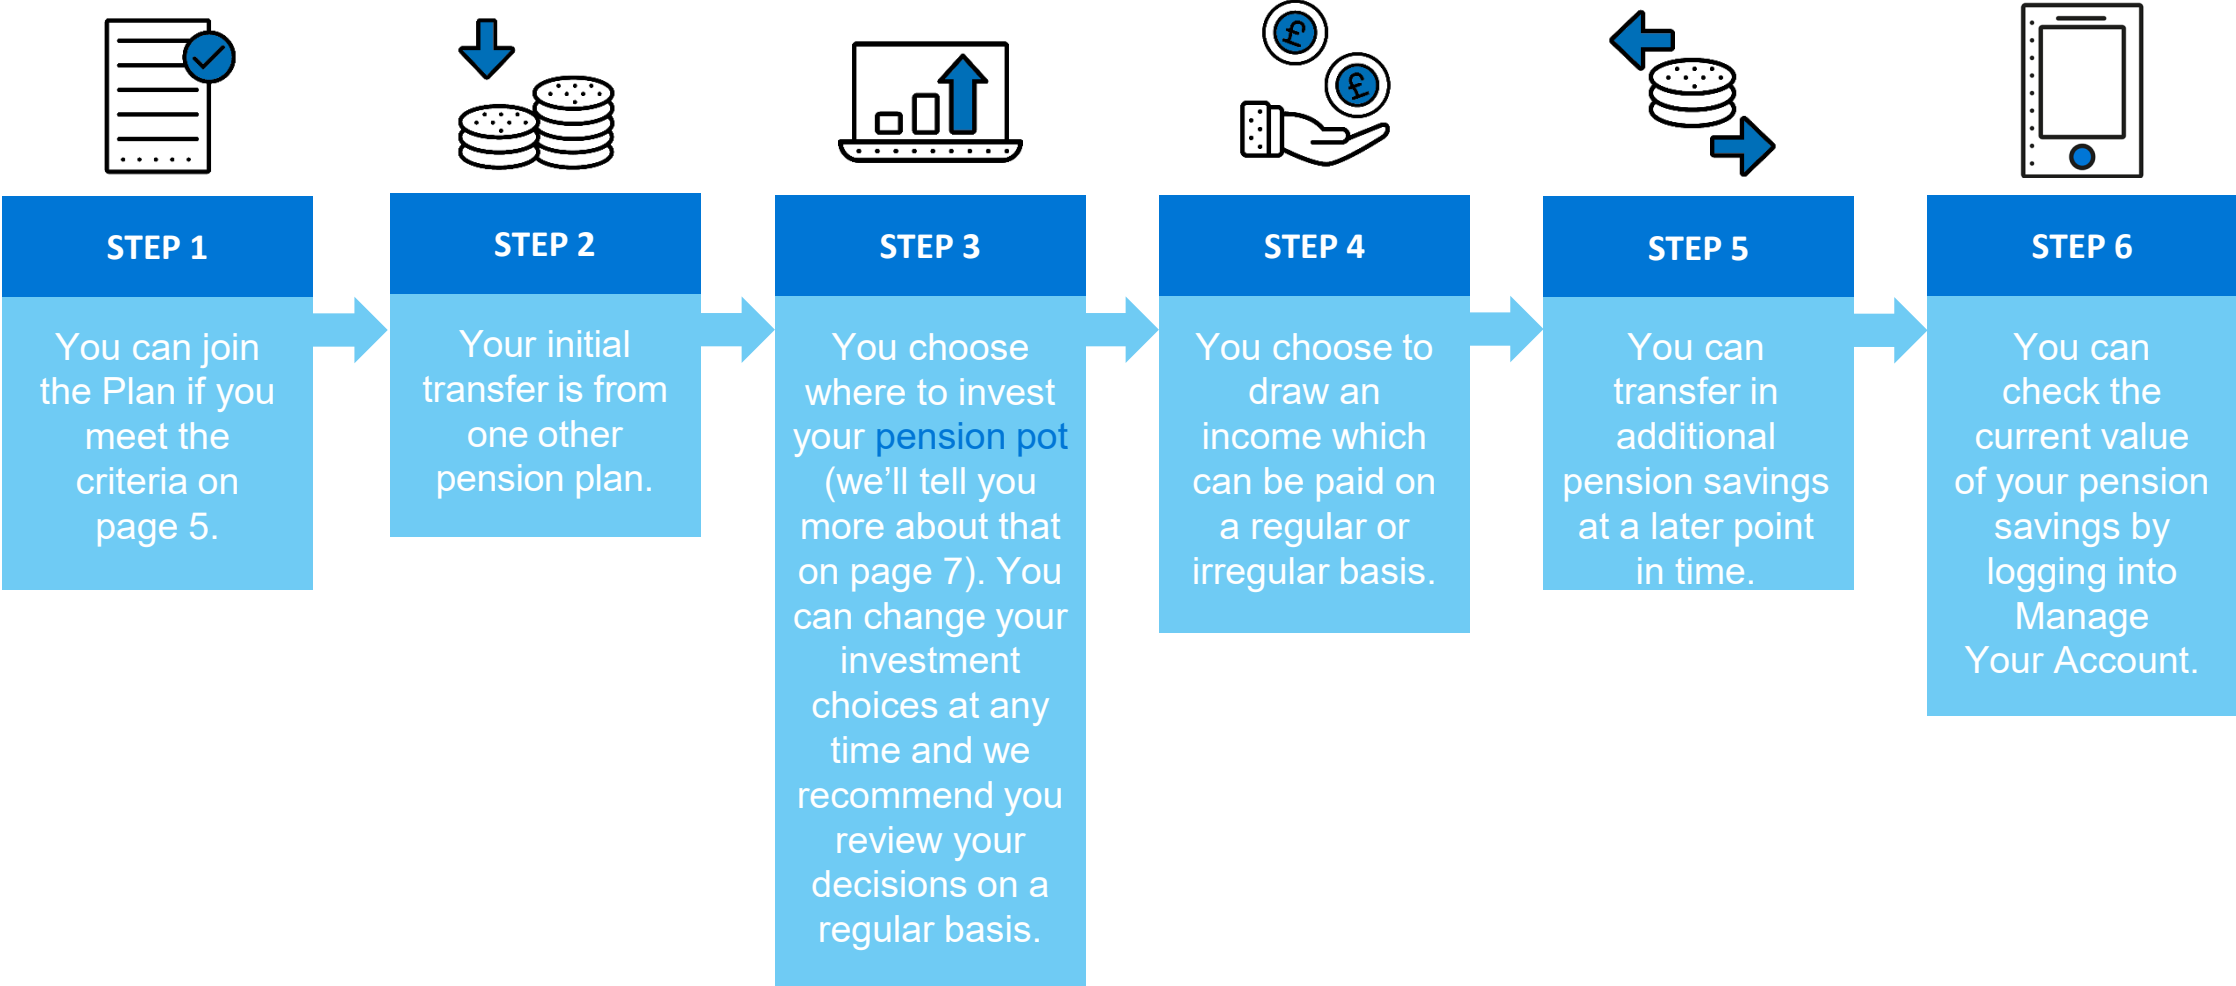 STEP 1
You can join
the Plan if you
meet the
criteria on
page 5.
STEP 2
Your initial
transfer is from
one other
pension plan.
STEP 3
You choose
where to invest
your pension pot
(we’ll tell you
more about that
on page 7). You
can change your
investment
choices at any
time and we
recommend you
review your
decisions on a
regular basis.
STEP 4
You choose to
draw an
income which
can be paid on
a regular or
irregular basis.
STEP 5
You can
transfer in
additional
pension savings
at a later point
in time.
STEP 6
You can
check the
current value
of your pension
savings by
logging into
Manage
Your Account.
£
£